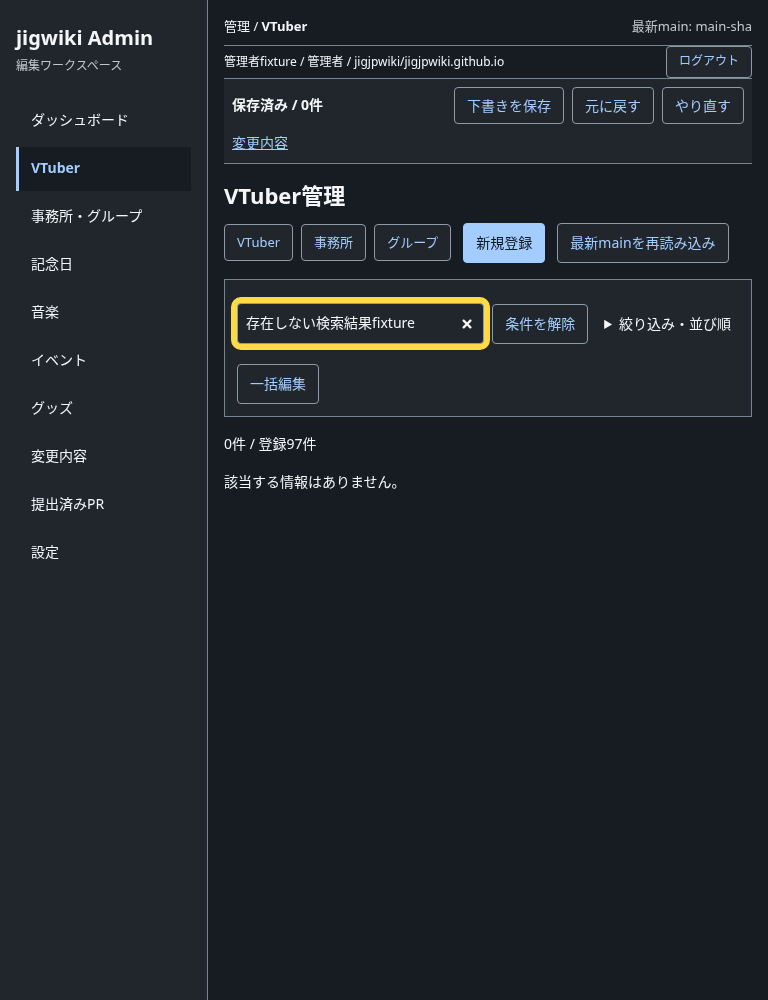 jigwiki Admin
編集ワークスペース
ダッシュボード
VTuber
事務所・グループ
記念日
音楽
イベント
グッズ
変更内容
提出済みPR
設定
管理 / VTuber
最新main: main-sha
管理者fixture / 管理者 / jigjpwiki/jigjpwiki.github.io
ログアウト
保存済み / 0件
下書きを保存
元に戻す
やり直す
変更内容
VTuber管理
VTuber
事務所
グループ
新規登録
最新mainを再読み込み
存在しない検索結果fixture
条件を解除
絞り込み・並び順
一括編集
0件 / 登録97件
該当する情報はありません。